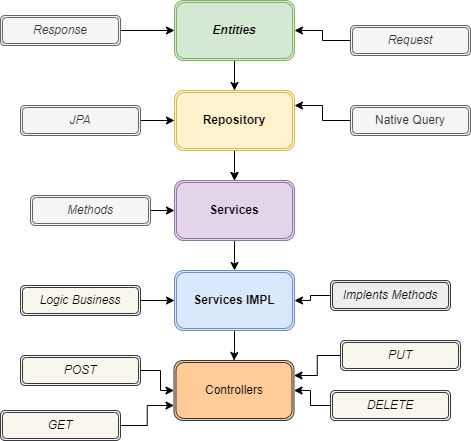 Response
Entities
Request
JPA
Repository
Native Query
Methods
Services
Logic Business
Services IMPL
Implents Methods
POST
PUT
Controllers
GET
DELETE